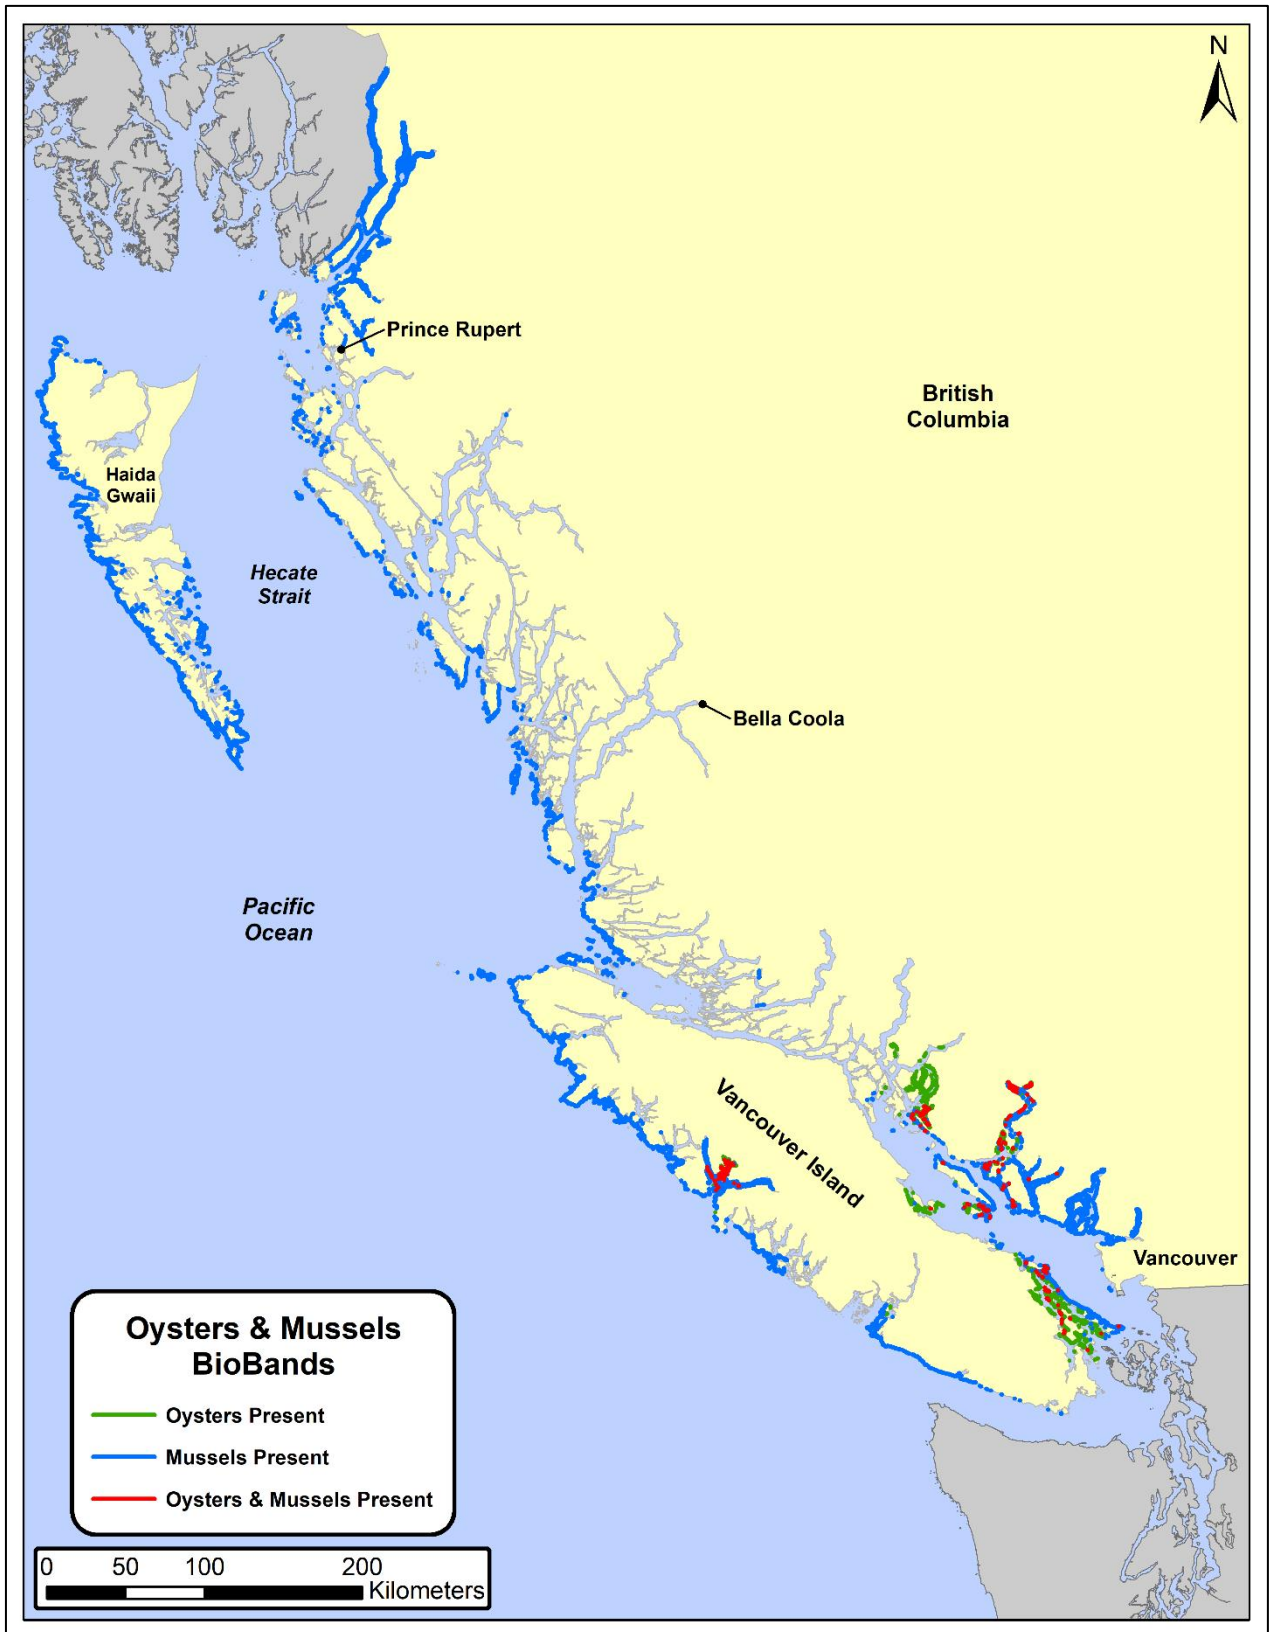 N
Prince Rupert
British
Columbia
Haida
Gwaii
Hecate
Strait
Bella Coola
Pacific
Ocean
Vancouver Island
Vancouver
Oysters & Mussels
BioBands
Oysters Present
Mussels Present
Oysters & Mussels Present
0 50 100 200
Kilometers